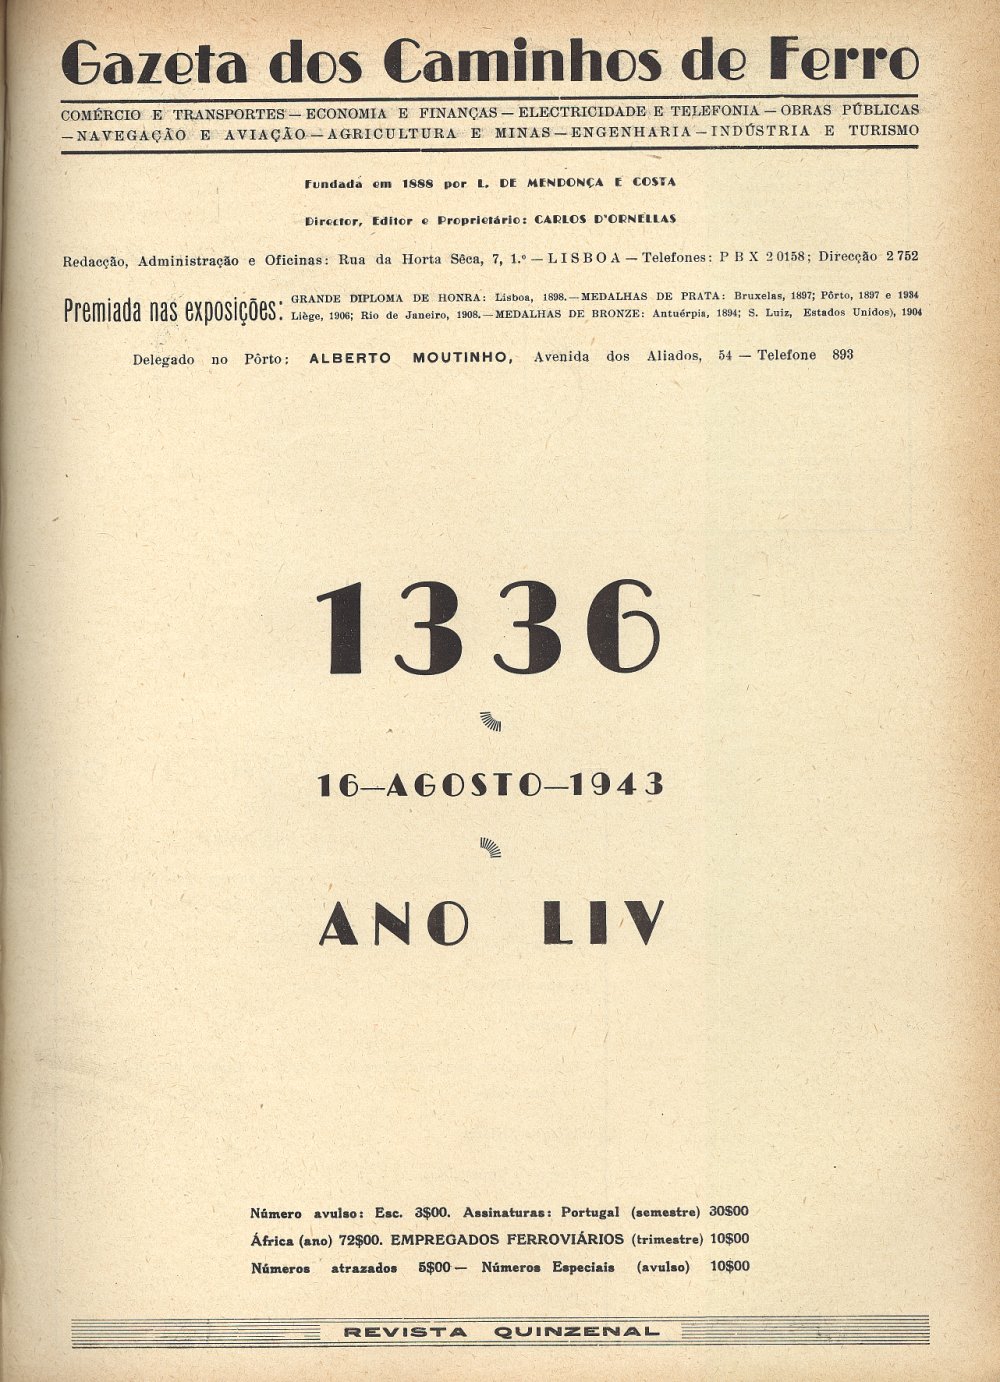 Gazeta dos Caminhos de Ferro
COMÉRCIO E TRANSPORTES — ECONOMIA E FINANÇAS — ELECTRICIDADE E TELEFONIA — OBRAS PÚBLICAS
— NAVEGAÇÃO E AVIAÇÃO — AGRICULTURA E MINAS — ENGENHARIA — INDÚSTRIA E TURISMO
Fundada em 1888 por L. DE MENDONÇA E COSTA
Director, Editor e Proprietário: CARLOS D'ORNELLAS
Redacção, Administração e Oficinas: Rua da Horta Sêca, 7, 1.º — LISBOA — Telefones: P B X 20158; Direcção 2752
Premiada nas exposições: GRANDE DIPLOMA DE HONRA: Lisboa, 1898. — MEDALHAS DE PRATA: Bruxelas, 1897; Pôrto, 1897 e 1934
Liège, 1906; Rio de Janeiro, 1908. — MEDALHAS DE BRONZE: Antuérpia, 1894; S. Luiz, Estados Unidos), 1904
Delegado no Pôrto: ALBERTO MOUTINHO, Avenida dos Aliados, 54 — Telefone 893
1336
16—AGOSTO—1943
ANO LIV
Número avulso: Esc. 3$00. Assinaturas: Portugal (semestre) 30$00
África (ano) 72$00. EMPREGADOS FERROVIÁRIOS (trimestre) 10$00
Números atrazados 5$00 — Números Especiais (avulso) 10$00
REVISTA QUINZENAL